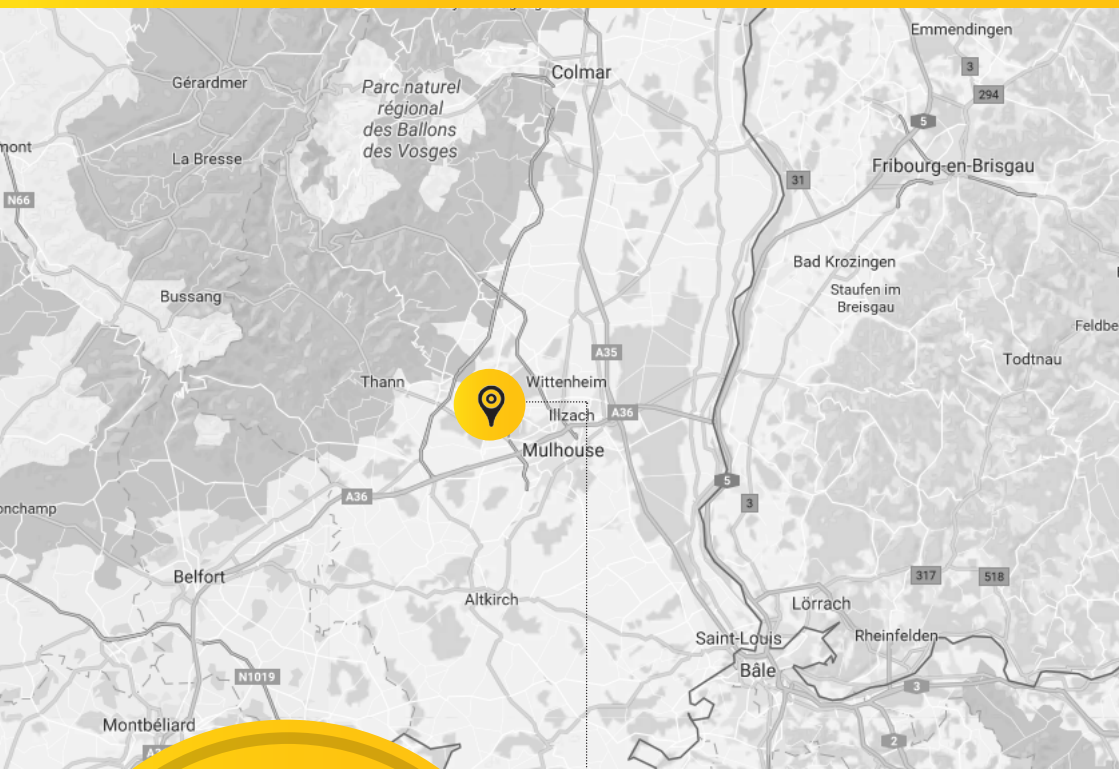 Emmendingen
3
Colmar
Gérardmer
294
Parc naturel
régional
des Ballons
des Vosges
5
mont
La Bresse
Fribourg-en-Brisgau
31
N66
Bad Krozingen
Staufen im
Breisgau
Bussang
Feldbe
A35
Todtnau
Thann
Wittenheim
Illzach
A36
Mulhouse
5
A36
3
onchamp
Belfort
317
518
Altkirch
Lörrach
Saint-Louis
Rheinfelden
Bâle
N1019
3
Montbéliard
2